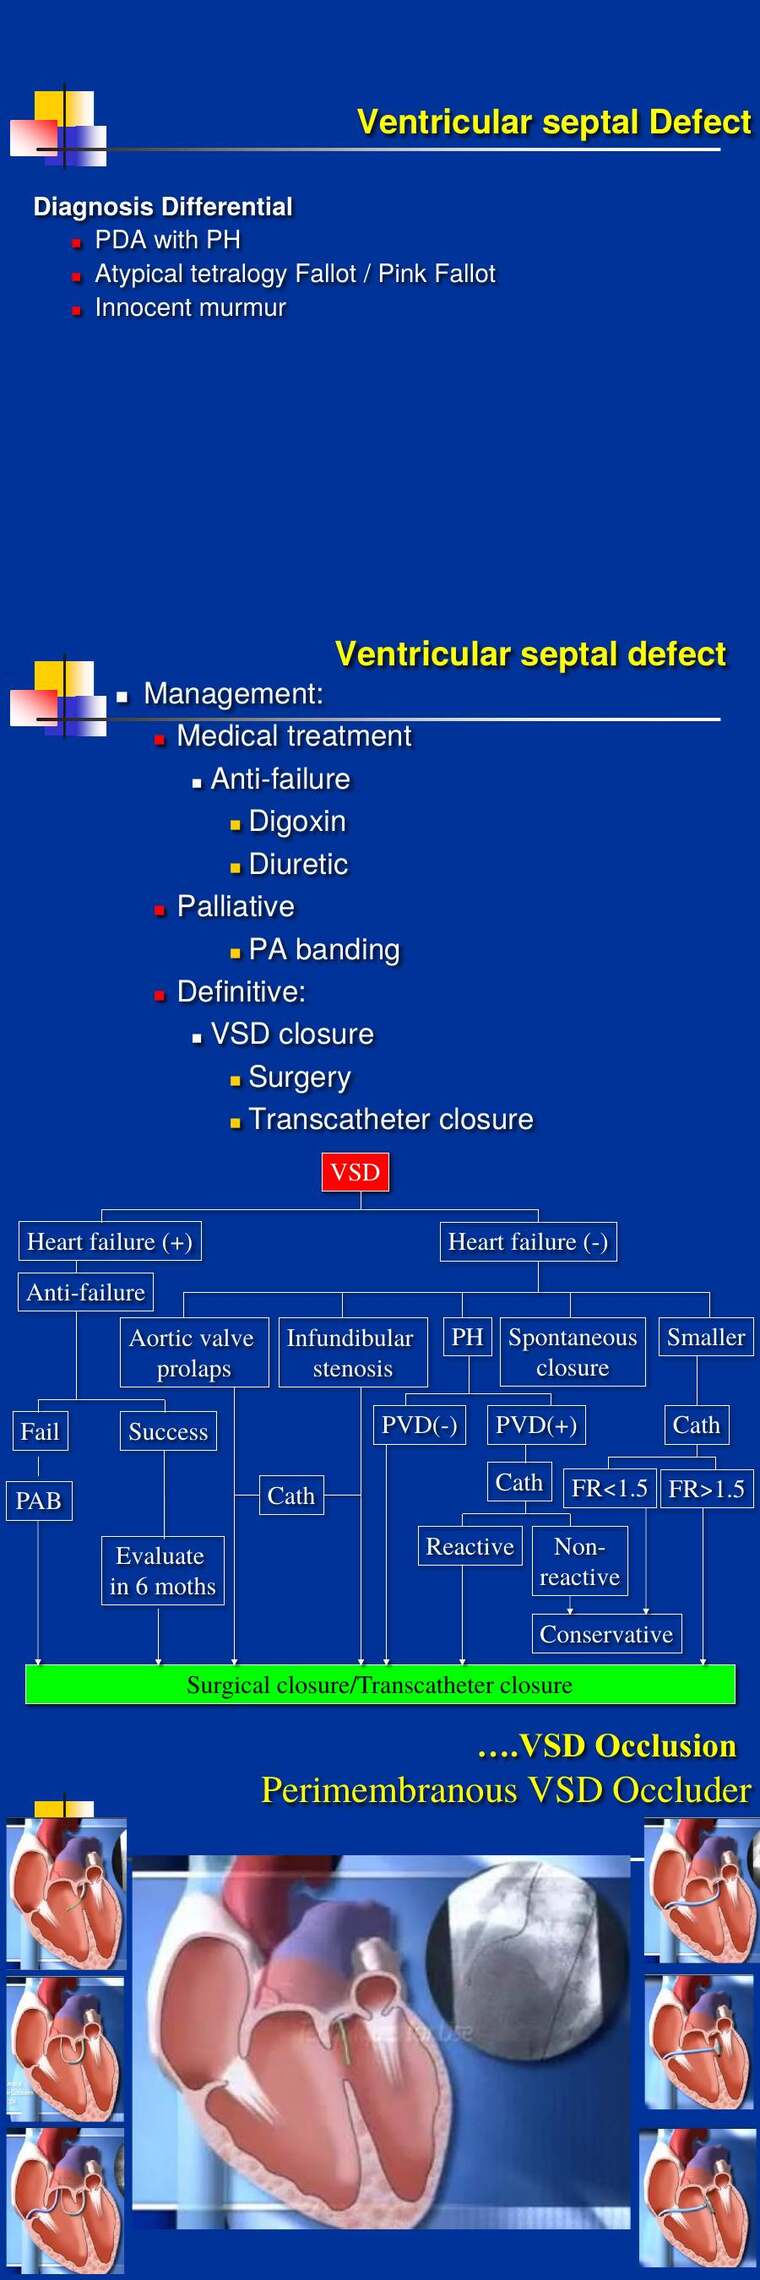 Ventricular septal Defect
Diagnosis Differential
PDA with PH
Atypical tetralogy Fallot / Pink Fallot
Innocent murmur
Ventricular septal defect
Management:
Medical treatment
Anti-failure
Digoxin
Diuretic
Palliative
PA banding
Definitive:
VSD closure
Surgery
Transcatheter closure
VSD
Heart failure (+)
Heart failure (-)
Anti-failure
Aortic valve
prolaps
Infundibular
stenosis
PH
Spontaneous
closure
Smaller
Fail
Success
PVD(-)
PVD(+)
Cath
PAB
Cath
Cath
FR<1.5
FR>1.5
Evaluate
in 6 moths
Reactive
Non-
reactive
Conservative
Surgical closure/Transcatheter closure
....VSD Occlusion
Perimembranous VSD Occluder